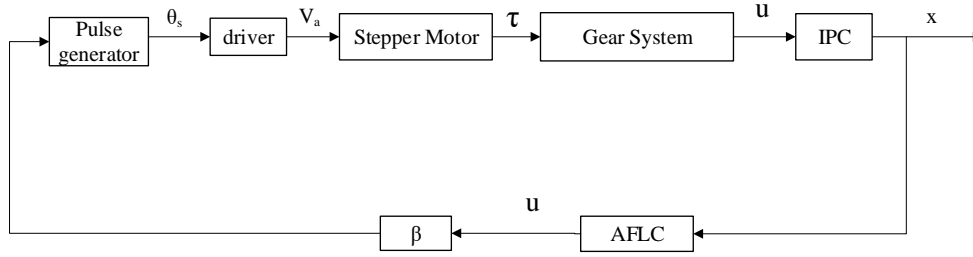 θs
Va
τ
u
x
Pulse
generator
driver
Stepper Motor
Gear System
IPC
u
β
AFLC